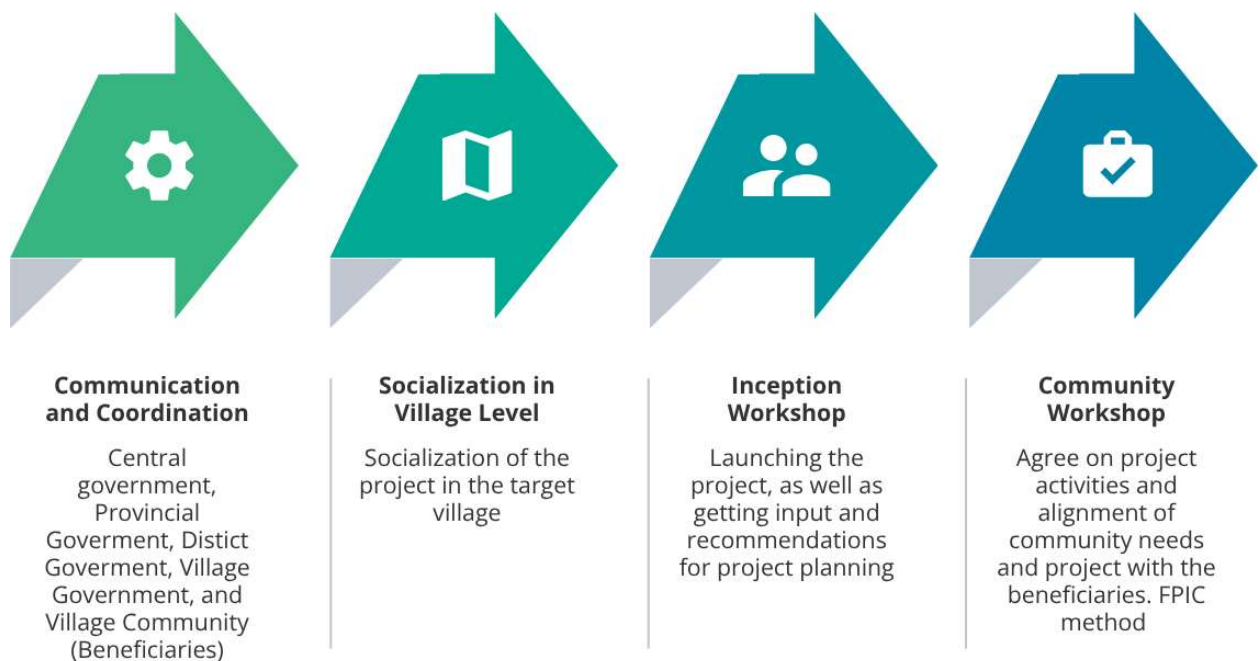 Communication
and Coordination
Central
government,
Provincial
Goverment, Distict
Goverment, Village
Government, and
Village Community
(Beneficiaries)
Socialization in
Village Level
Socialization of the
project in the target
village
Inception
Workshop
Launching the
project, as well as
getting input and
recommendations
for project planning
Community
Workshop
Agree on project
activities and
alignment of
community needs
and project with the
beneficiaries. FPIC
method